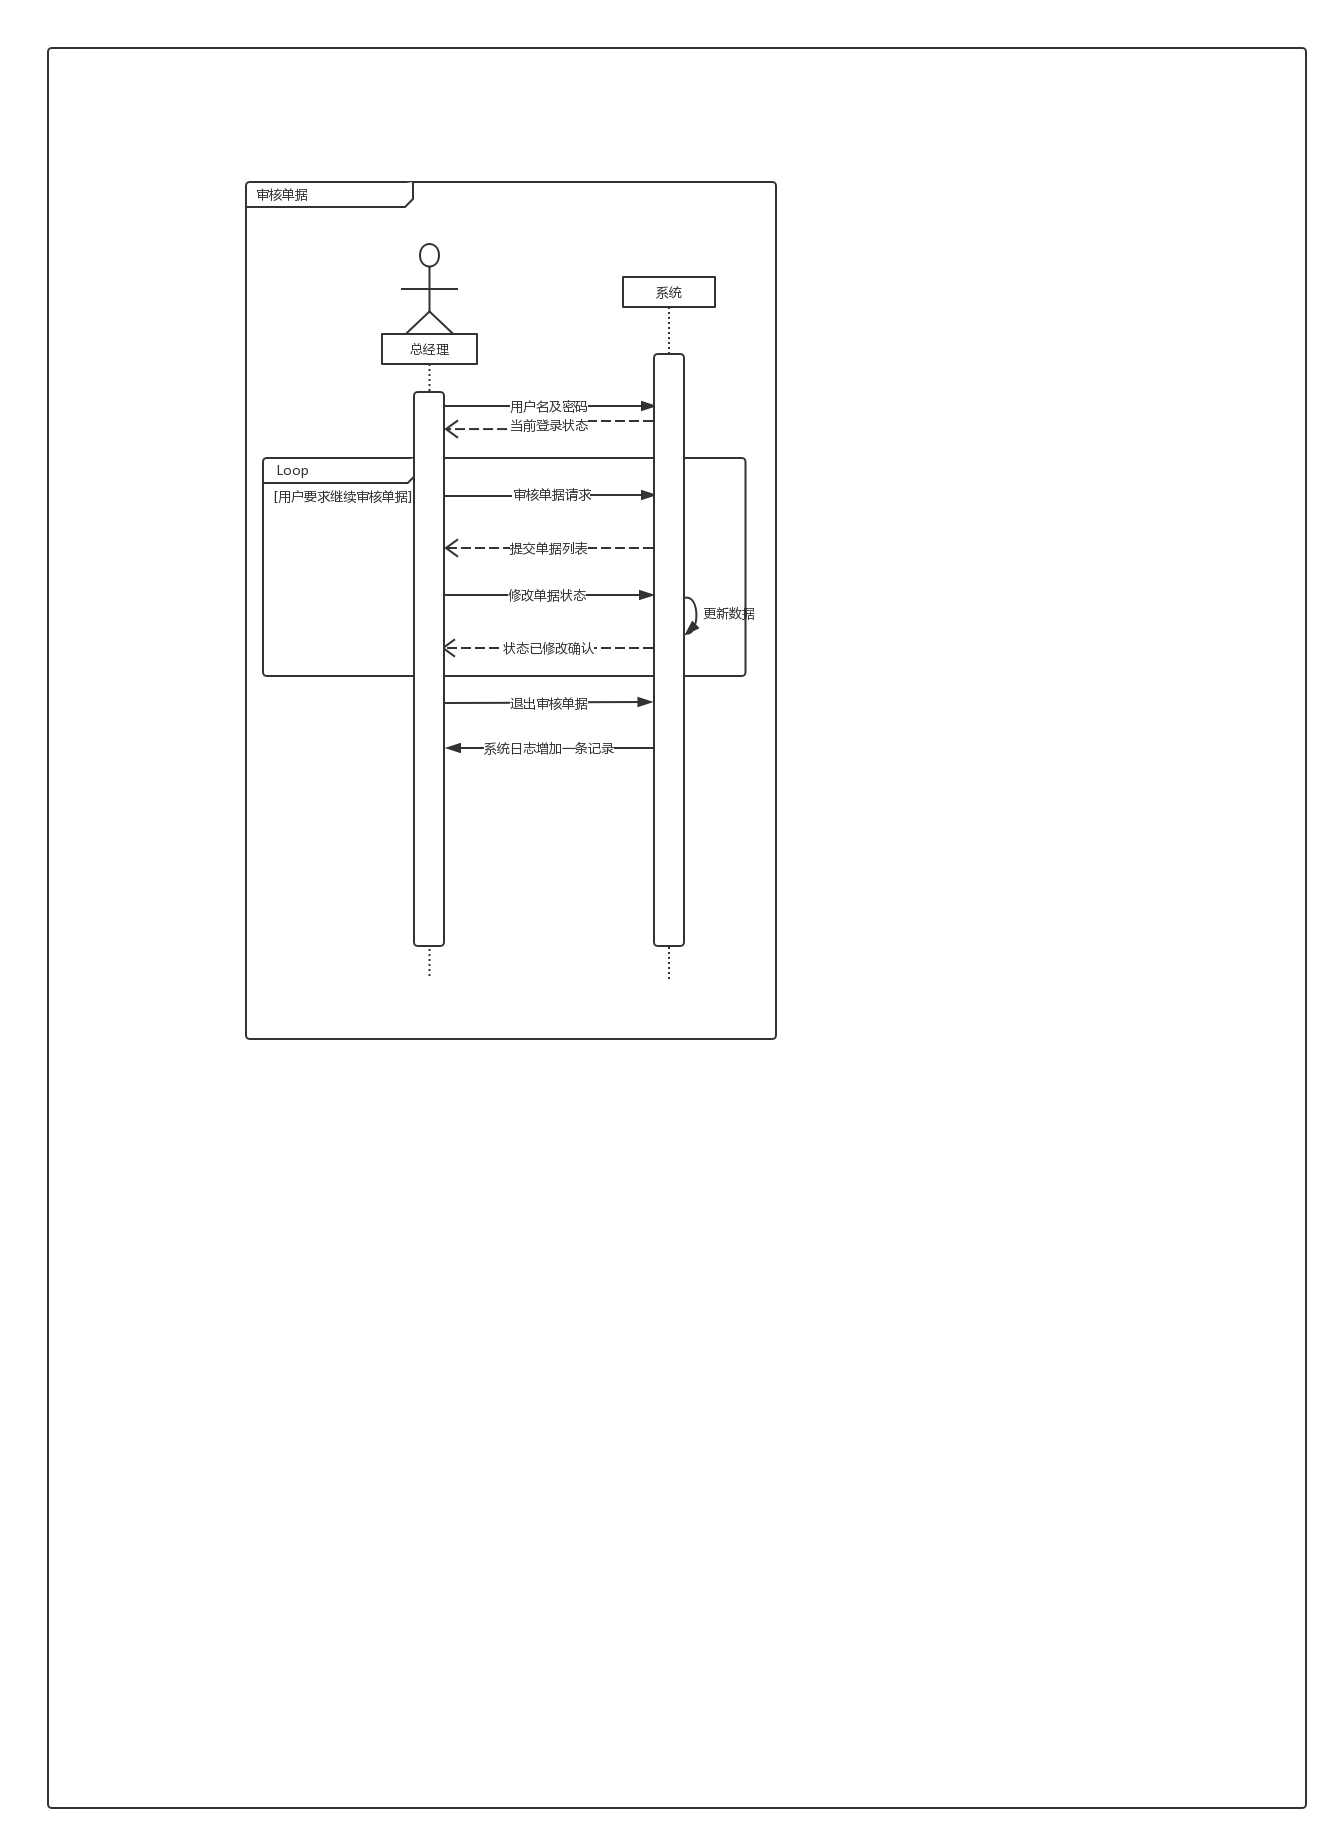 审核单据
系统
总经理
用户名及密码
当前登录状态
Loop
[用户要求继续审核单据]
审核单据请求
提交单据列表
修改单据状态
更新数据
状态已修改确认
退出审核单据
系统日志增加一条记录